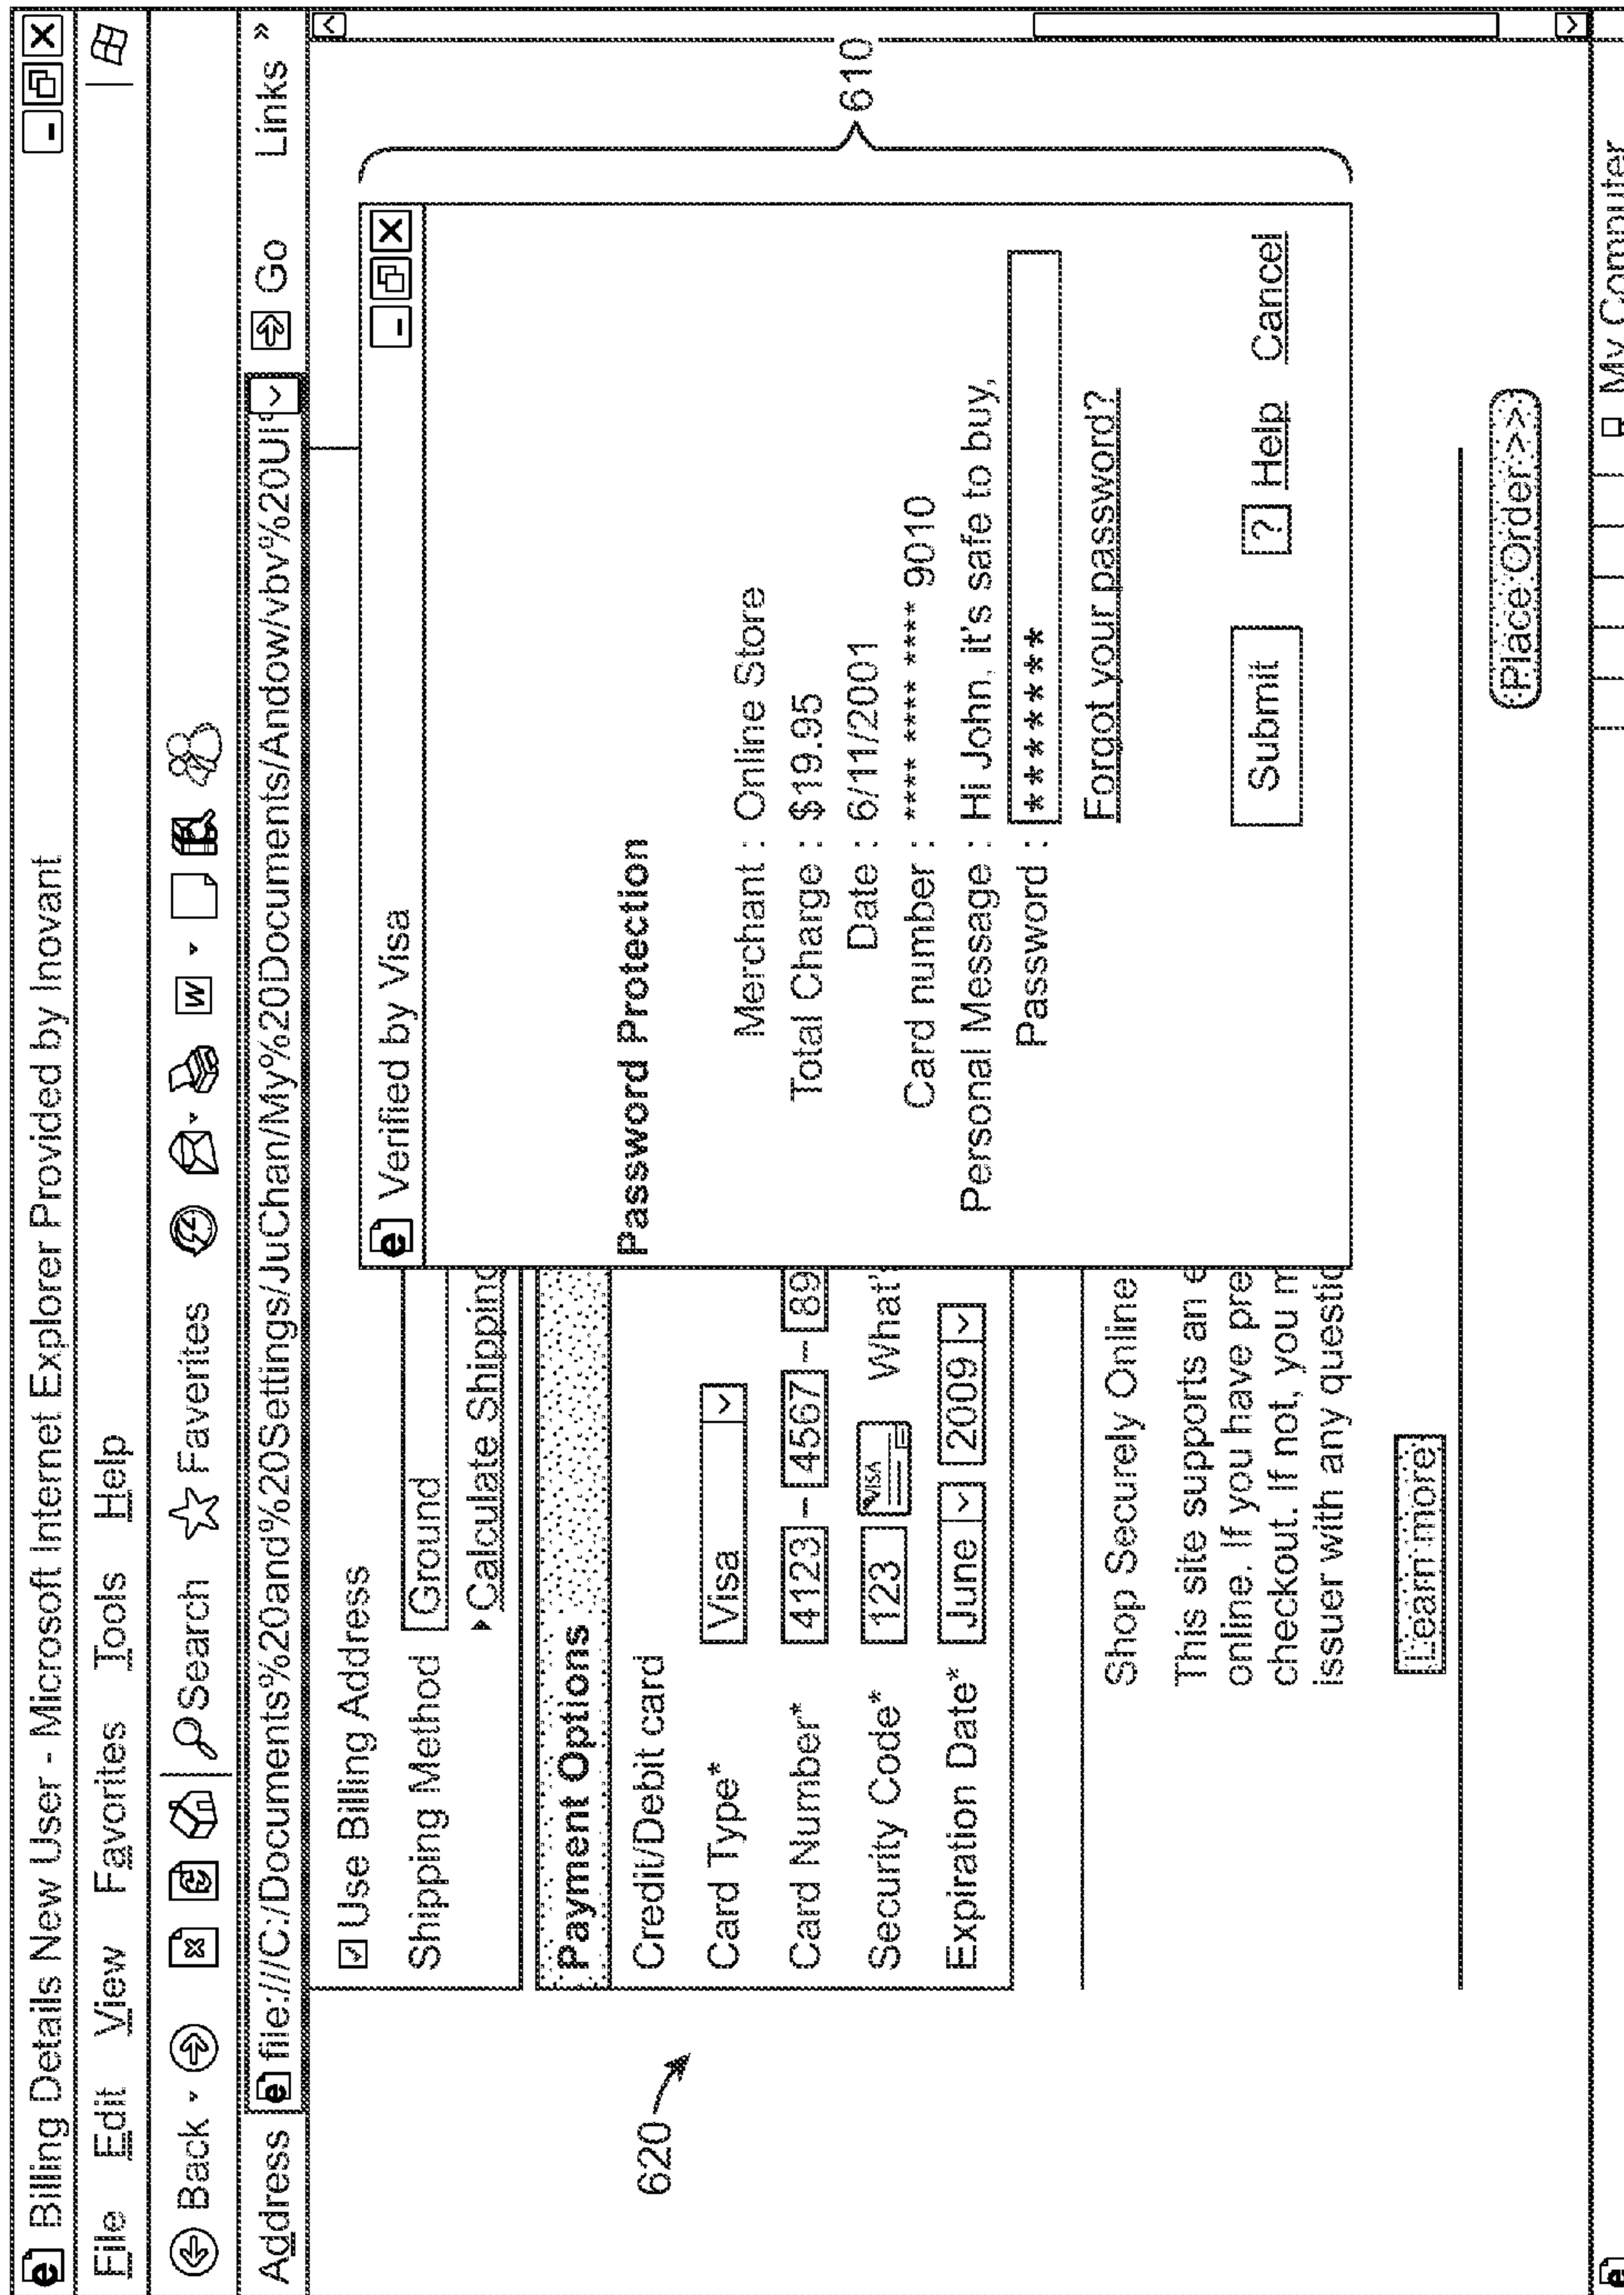 Billing Details New User - Microsoft Internet Explorer Provided by Inovant
File Edit View Favorites Tools Help
Back Search Faverites W
Address file:///C:/Documents%20and%20Settings/JuChan/My%20Documents/Andow/vbv%20UI Go Links »
Use Billing Address
Shipping Method Ground
Calculate Shipping
Payment Options
Credit/Debit card
Card Type* Visa
Card Number* 4123 - 4567 - 89
Security Code* 123 VISA What'
Expiration Date* June 2009
Shop Securely Online
This site supports an e
online. If you have pre
checkout. If not, you m
issuer with any questio
Learn more
Verified by Visa
Password Protection
Merchant : Online Store
Total Charge : $19.95
Date : 6/11/2001
Card number : **** **** **** 9010
Personal Message : Hi John, it's safe to buy,
Password : *******
Forgot your password?
Submit ? Help Cancel
Place Order >>
My Computer
610
620